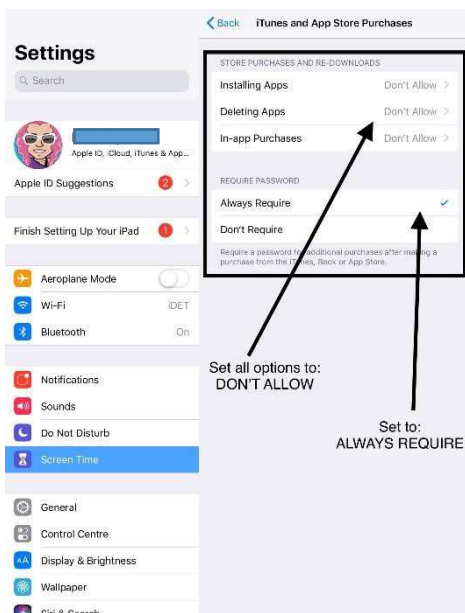 Back
iTunes and App Store Purchases
Settings
Search
Apple ID, iCloud, iTunes & App...
Apple ID Suggestions
2
Finish Setting Up Your iPad
1
Aeroplane Mode
Wi-Fi
iDET
Bluetooth
On
Notifications
Sounds
Do Not Disturb
Screen Time
General
Control Centre
Display & Brightness
AA
Wallpaper
Siri & Search
STORE PURCHASES AND RE-DOWNLOADS
Installing Apps
Don't Allow
Deleting Apps
Don't Allow
In-app Purchases
Don't Allow
REQUIRE PASSWORD
Always Require
Don't Require
Require a password for additional purchases after making a
purchase from the iTunes, Book or App Store.
Set all options to:
DON'T ALLOW
Set to:
ALWAYS REQUIRE